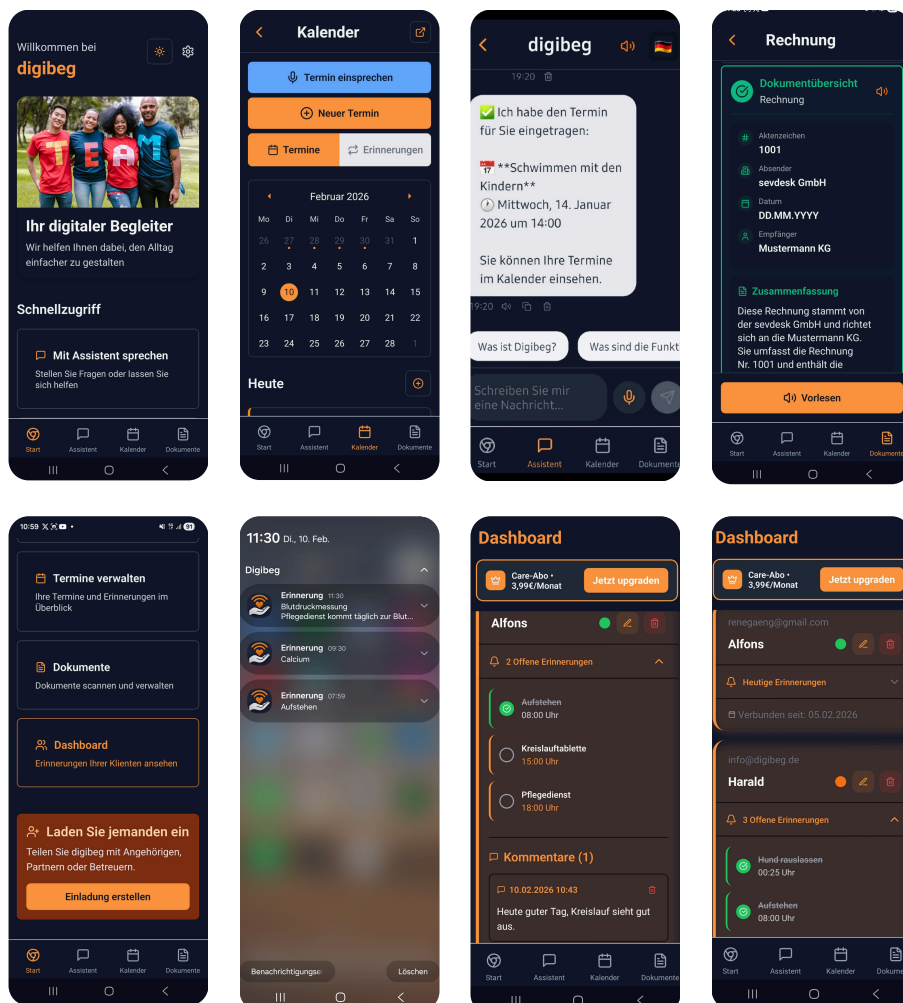 Willkommen bei
digibeg
TEAM
Ihr digitaler Begleiter
Wir helfen Ihnen dabei, den Alltag
einfacher zu gestalten
Schnellzugriff
Mit Assistent sprechen
Stellen Sie Fragen oder lassen Sie
sich helfen
Start Assistent Kalender Dokumente
Kalender
Termin einsprechen
Neuer Termin
Termine Erinnerungen
Februar 2026
Mo Di Mi Do Fr Sa So
26 27 28 29 30 31 1
2 3 4 5 6 7 8
9 10 11 12 13 14 15
16 17 18 19 20 21 22
23 24 25 26 27 28 1
Heute
Start Assistent Kalender Dokumente
digibeg
19:20
Ich habe den Termin
für Sie eingetragen:
17 **Schwimmen mit den
Kindern**
Mittwoch, 14. Januar
2026 um 14:00
Sie können Ihre Termine
im Kalender einsehen.
19:20
Was ist Digibeg? Was sind die Funkt
Schreiben Sie mir
eine Nachricht...
Start Assistent Kalender Dokumente
Rechnung
Dokumentübersicht
Rechnung
# Aktenzeichen
1001
Absender
sevdesk GmbH
Datum
DD.MM.YYYY
Empfänger
Mustermann KG
Zusammenfassung
Diese Rechnung stammt von
der sevdesk GmbH und richtet
sich an die Mustermann KG.
Sie umfasst die Rechnung
Nr. 1001 und enthält die
Vorlesen
Start Assistent Kalender Dokumente
10:59 91
Termine verwalten
Ihre Termine und Erinnerungen im
Überblick
Dokumente
Dokumente scannen und verwalten
Dashboard
Erinnerungen Ihrer Klienten ansehen
Laden Sie jemanden ein
Teilen Sie digibeg mit Angehörigen,
Partnern oder Betreuern.
Einladung erstellen
Start Assistent Kalender Dokumente
11:30 Di., 10. Feb.
Digibeg
Erinnerung 11:30
Blutdruckmessung
Pflegedienst kommt täglich zur Blut...
Erinnerung 09:30
Calcium
Erinnerung 07:59
Aufstehen
Benachrichtigungse Löschen
Dashboard
Care-Abo •
3,99€/Monat
Jetzt upgraden
Alfons
2 Offene Erinnerungen
Aufstehen
08:00 Uhr
Kreislauftablette
15:00 Uhr
Pflegedienst
18:00 Uhr
Kommentare (1)
10.02.2026 10:43
Heute guter Tag, Kreislauf sieht gut
aus.
Start Assistent Kalender Dokumente
Dashboard
Care-Abo •
3,99€/Monat
Jetzt upgraden
renegaeng@gmail.com
Alfons
Heutige Erinnerungen
Verbunden seit: 05.02.2026
info@digibeg.de
Harald
3 Offene Erinnerungen
Hund rauslassen
00:25 Uhr
Aufstehen
08:00 Uhr
Start Assistent Kalender Dokume